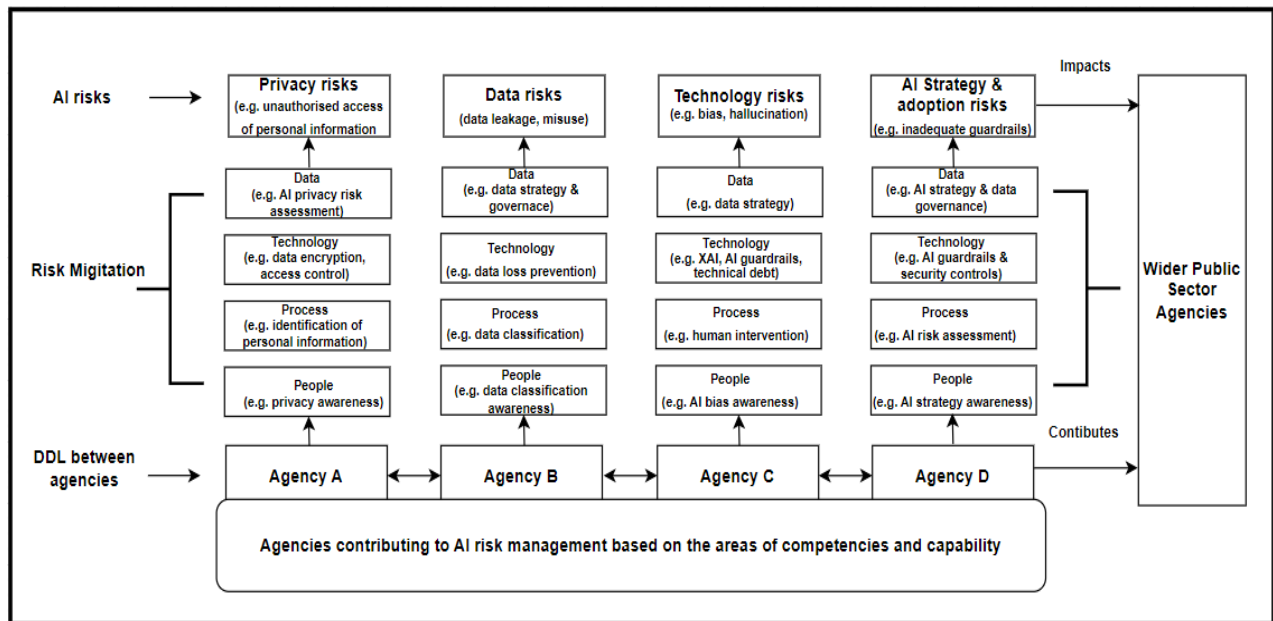 AI risks
Privacy risks
(e.g. unauthorised access
of personal information
Data risks
(data leakage, misuse)
Technology risks
(e.g. bias, hallucination)
AI Strategy &
adoption risks
(e.g. inadequate guardrails)
Impacts
Risk Migitation
Data
(e.g. AI privacy risk
assessment)
Data
(e.g. data strategy &
governace)
Data
(e.g. data strategy)
Data
(e.g. AI strategy & data
governance)
Technology
(e.g. data encryption,
access control)
Technology
(e.g. data loss prevention)
Technology
(e.g. XAI, AI guardrails,
technical debt)
Technology
(e.g. AI guardrails &
security controls)
Process
(e.g. identification of
personal information)
Process
(e.g. data classification)
Process
(e.g. human intervention)
Process
(e.g. AI risk assessment)
People
(e.g. privacy awareness)
People
(e.g. data classification
awareness)
People
(e.g. AI bias awareness)
People
(e.g. AI strategy awareness)
Wider Public
Sector
Agencies
DDL between
agencies
Agency A
Agency B
Agency C
Agency D
Contibutes
Agencies contributing to AI risk management based on the areas of competencies and capability